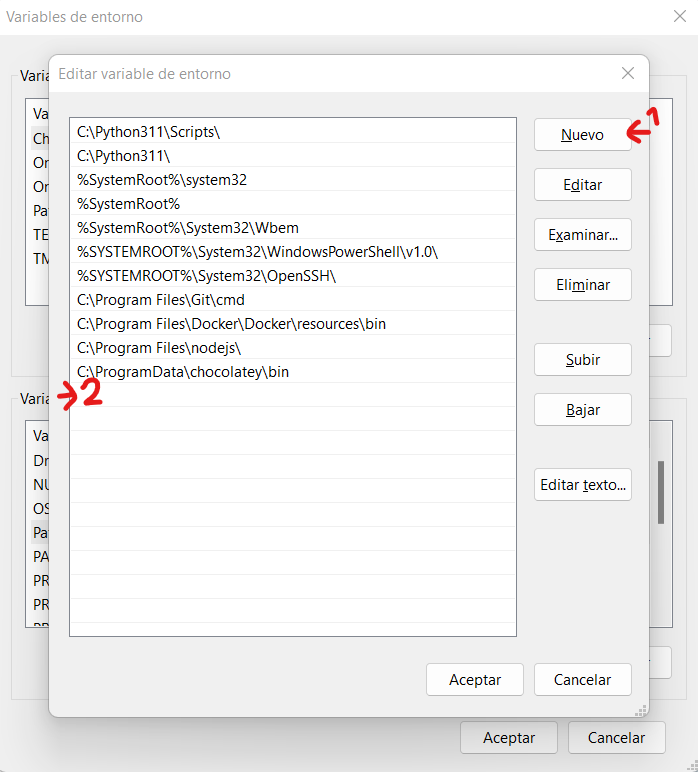 Variables de entorno
Editar variable de entorno
Varia
Va
Ch
On
On
Pa
TE
TM
C:\Python311\Scripts\
C:\Python311\
%SystemRoot%\system32
%SystemRoot%
%SystemRoot%\System32\Wbem
%SYSTEMROOT%\System32\WindowsPowerShell\v1.0\
%SYSTEMROOT%\System32\OpenSSH\
C:\Program Files\Git\cmd
C:\Program Files\Docker\Docker\resources\bin
C:\Program Files\nodejs\
C:\ProgramData\chocolatey\bin
Nuevo
1
Editar
Examinar...
Eliminar
Subir
Bajar
Editar texto...
2
Varia
Va
Dr
NU
OS
Pa
PA
PR
PR
Aceptar
Cancelar
Aceptar
Cancelar